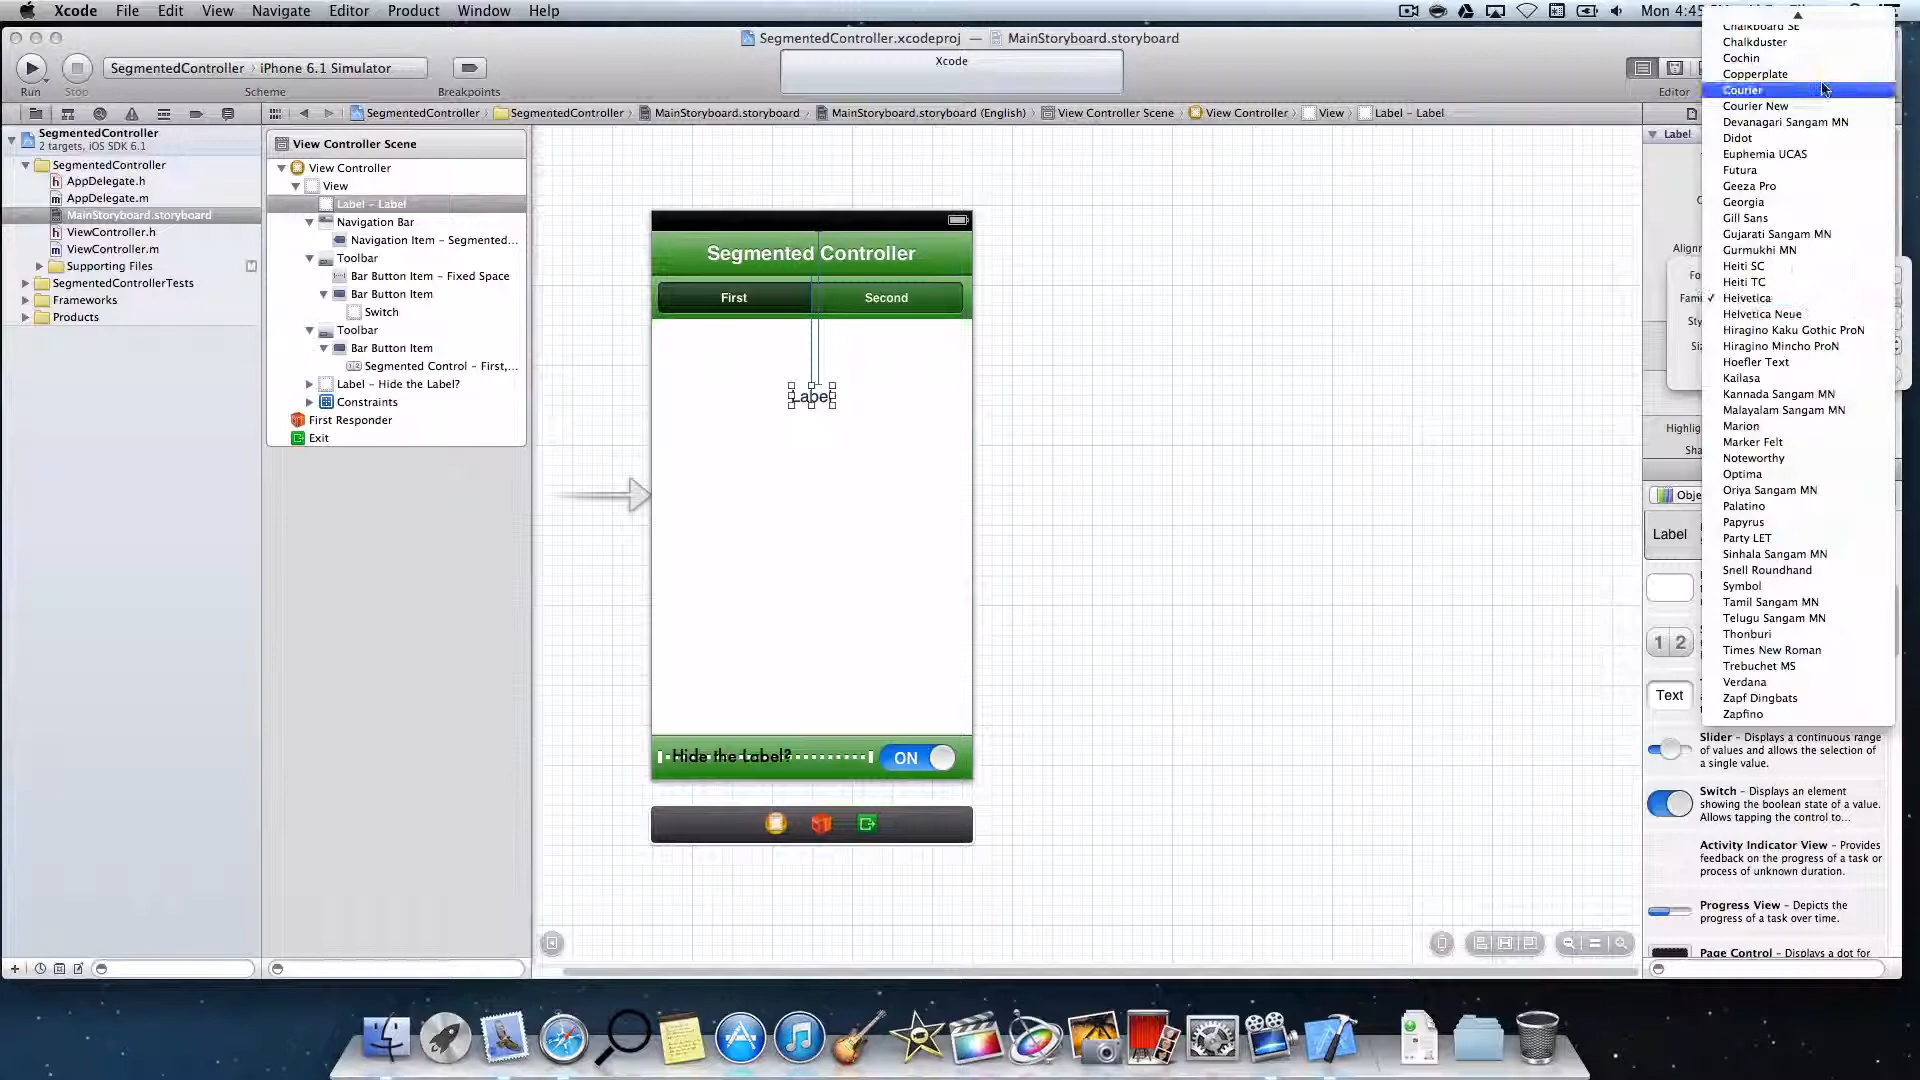 Xcode File Edit View Navigate Editor Product Window Help
Mon 4:45
SegmentedController.xcodeproj — MainStoryboard.storyboard
Run
Stop
SegmentedController › iPhone 6.1 Simulator
Scheme
Breakpoints
Xcode
Editor
SegmentedController
SegmentedController
MainStoryboard.storyboard
MainStoryboard.storyboard (English)
View Controller Scene
View Controller
View
Label – Label
SegmentedController
2 targets, iOS SDK 6.1
SegmentedController
AppDelegate.h
AppDelegate.m
MainStoryboard.storyboard
ViewController.h
ViewController.m
Supporting Files
M
SegmentedControllerTests
Frameworks
Products
View Controller Scene
View Controller
View
Label – Label
Navigation Bar
Navigation Item – Segmented...
Toolbar
Bar Button Item – Fixed Space
Bar Button Item
Switch
Toolbar
Bar Button Item
1 2 Segmented Control – First,...
Label – Hide the Label?
Constraints
First Responder
Exit
Segmented Controller
First
Second
Label
Hide the Label?
ON
Label
Highligh
Label
1 2
Text
Chalkboard SE
Chalkduster
Cochin
Copperplate
Courier
Courier New
Devanagari Sangam MN
Didot
Euphemia UCAS
Futura
Geeza Pro
Georgia
Gill Sans
Gujarati Sangam MN
Gurmukhi MN
Heiti SC
Heiti TC
✓ Helvetica
Helvetica Neue
Hiragino Kaku Gothic ProN
Hiragino Mincho ProN
Hoefler Text
Kailasa
Kannada Sangam MN
Malayalam Sangam MN
Marion
Marker Felt
Noteworthy
Optima
Oriya Sangam MN
Palatino
Papyrus
Party LET
Sinhala Sangam MN
Snell Roundhand
Symbol
Tamil Sangam MN
Telugu Sangam MN
Thonburi
Times New Roman
Trebuchet MS
Verdana
Zapf Dingbats
Zapfino
Slider – Displays a continuous range
of values and allows the selection of
a single value.
Switch – Displays an element
showing the boolean state of a value.
Allows tapping the control to...
Activity Indicator View – Provides
feedback on the progress of a task or
process of unknown duration.
Progress View – Depicts the
progress of a task over time.
Page Control – Displays a dot for